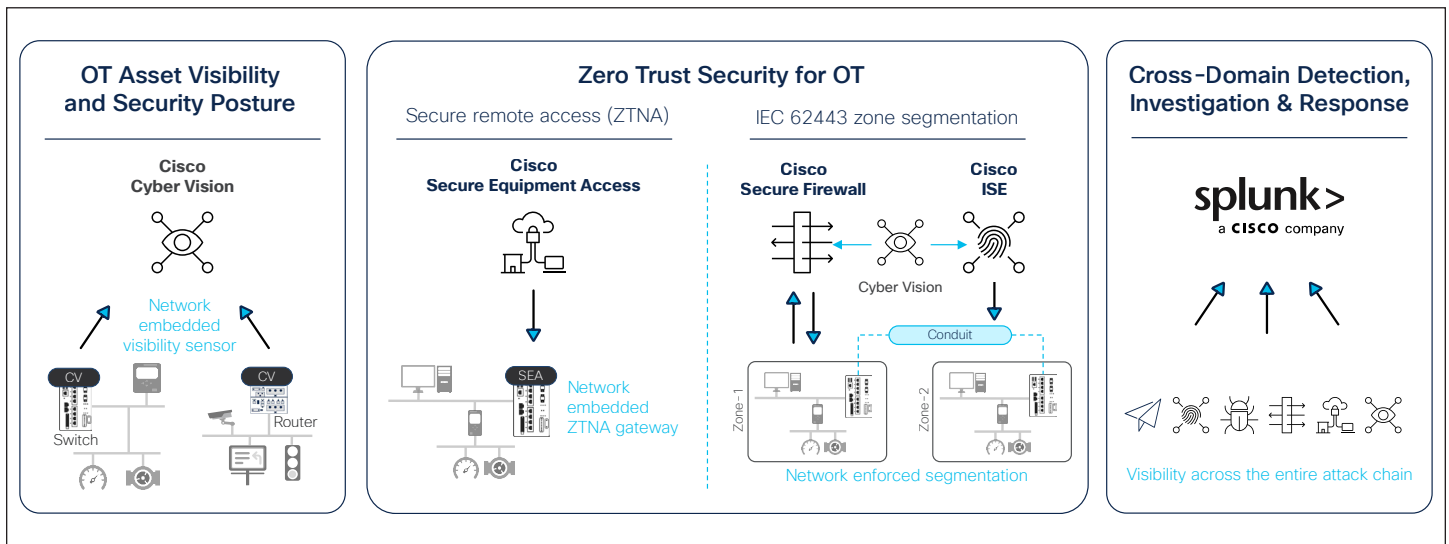 OT Asset Visibility
and Security Posture
Cisco
Cyber Vision
Network
embedded
visibility sensor
CV
CV
Switch
Router
Zero Trust Security for OT
Secure remote access (ZTNA)
Cisco
Secure Equipment Access
SEA
Network
embedded
ZTNA gateway
IEC 62443 zone segmentation
Cisco
Secure Firewall
Cisco
ISE
Cyber Vision
Conduit
Zone-1
Zone-2
Network enforced segmentation
Cross-Domain Detection,
Investigation & Response
splunk>
a CISCO company
Visibility across the entire attack chain